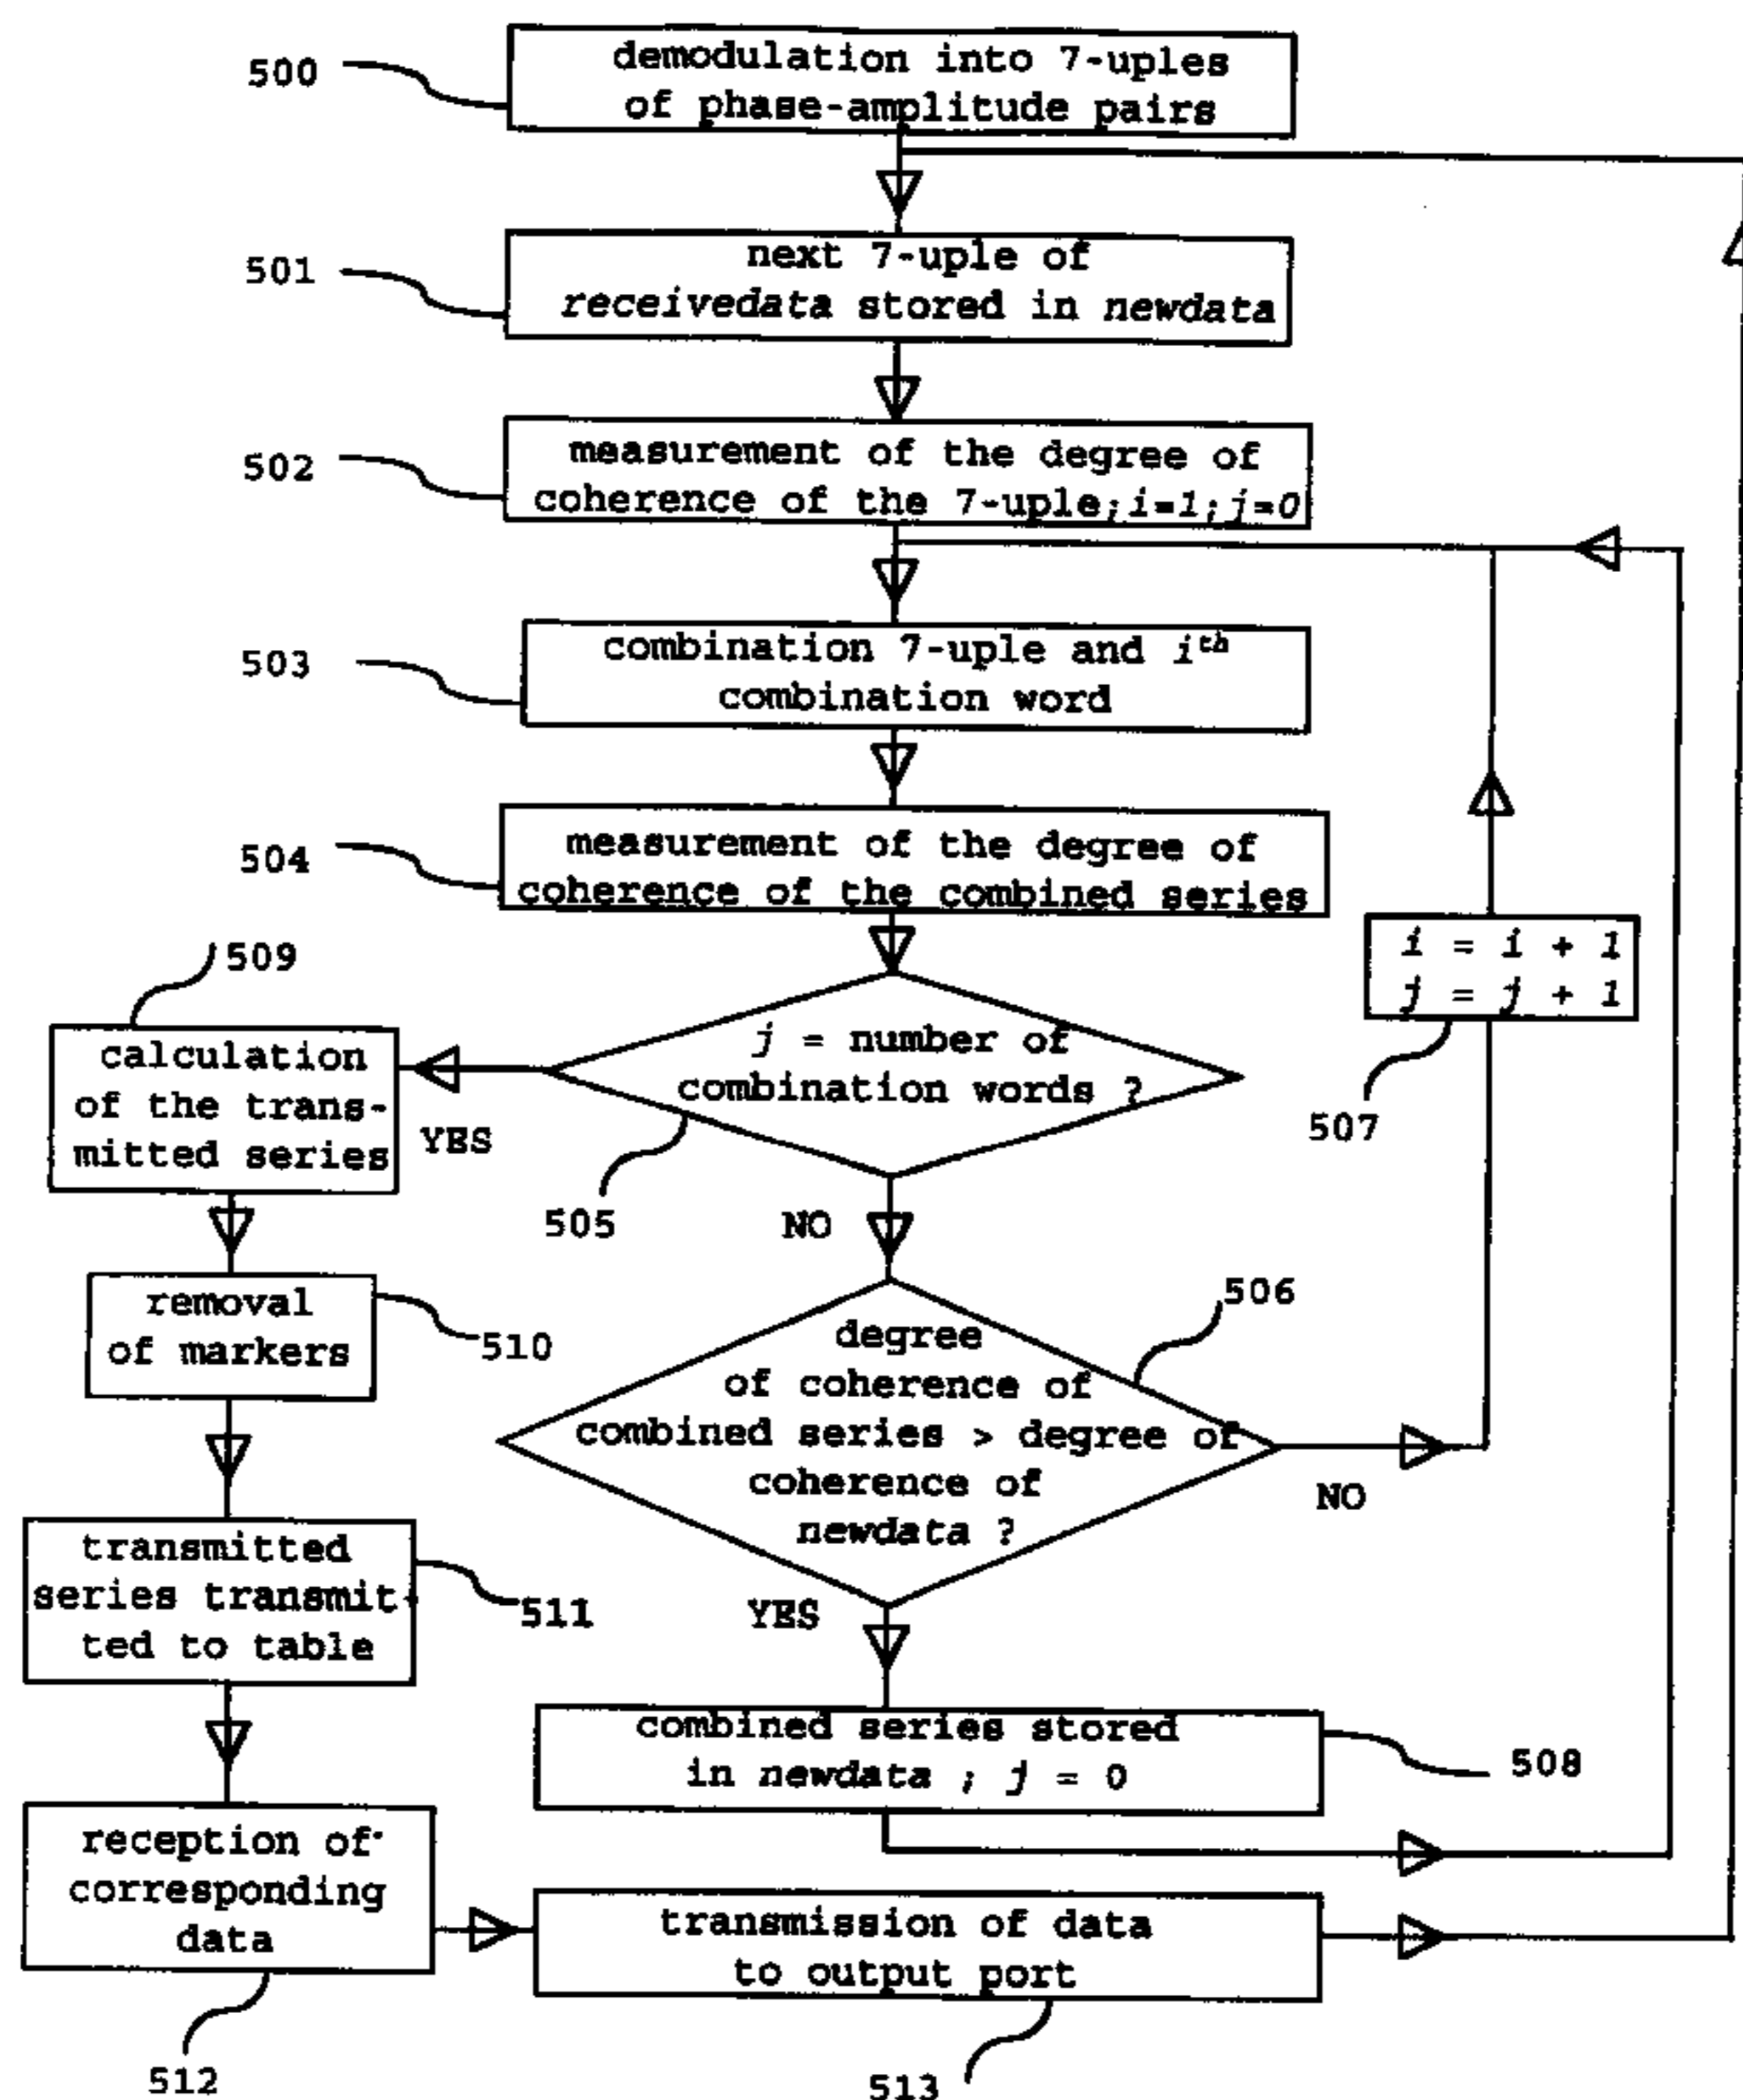 500
demodulation into 7-uples
of phase-amplitude pairs
501
next 7-uple of
receivedata stored in newdata
502
measurement of the degree of
coherence of the 7-uple;i=1;j=0
503
combination 7-uple and ith
combination word
504
measurement of the degree of
coherence of the combined series
509
calculation
of the trans-
mitted series
YES
j = number of
combination words ?
505
NO
i = i + 1
j = j + 1
507
506
degree
of coherence of
combined series > degree of
coherence of
newdata ?
NO
YES
removal
of markers
510
transmitted
series transmit-
ted to table
511
combined series stored
in newdata ; j = 0
508
reception of
corresponding
data
512
transmission of data
to output port
513